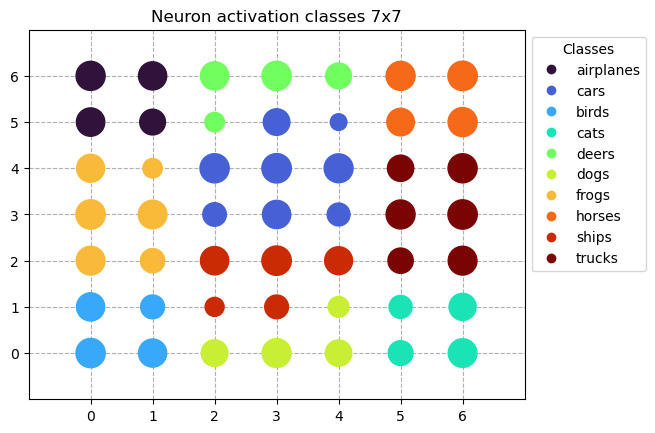 Neuron activation classes 7x7
Classes
airplanes
cars
birds
cats
deers
dogs
frogs
horses
ships
trucks
6
5
4
3
2
1
0
0 1 2 3 4 5 6